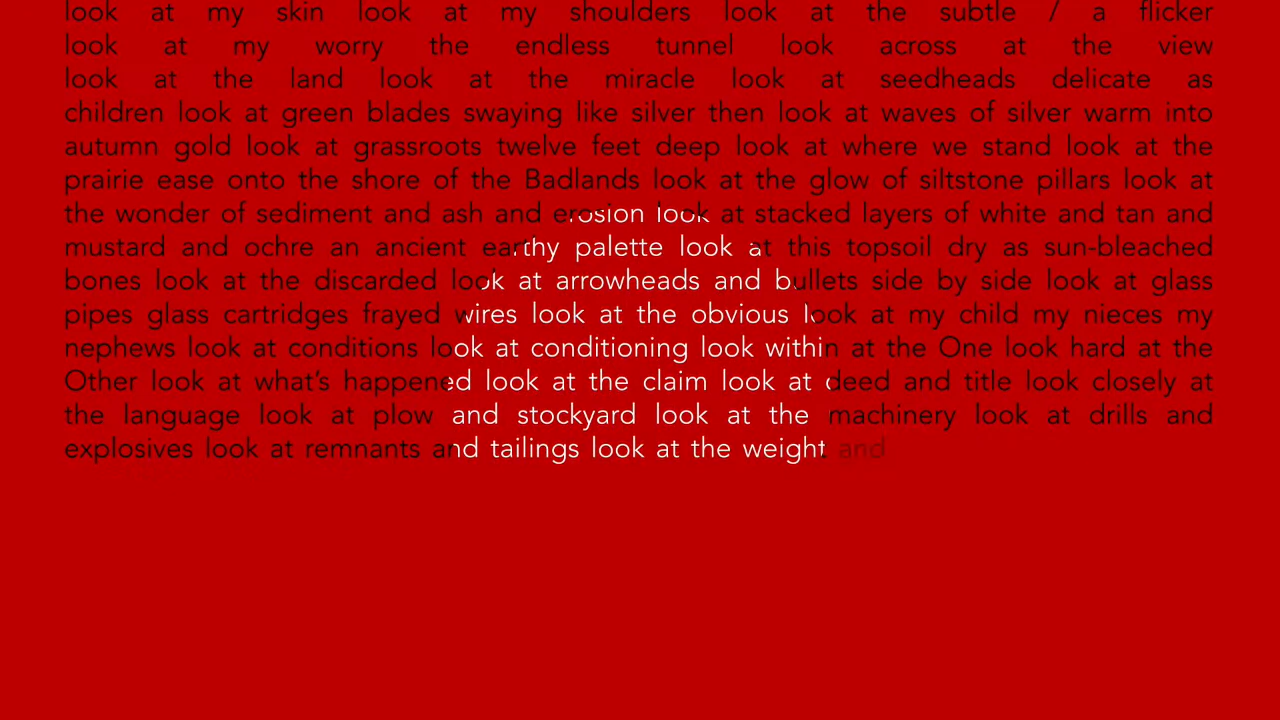 look at my skin look at my shoulders look at the subtle / a flicker
look at my worry the endless tunnel look across at the view
look at the land look at the miracle look at seedheads delicate as
children look at green blades swaying like silver then look at waves of silver warm into
autumn gold look at grassroots twelve feet deep look at where we stand look at the
prairie ease onto the shore of the Badlands look at the glow of siltstone pillars look at
the wonder of sediment and ash and erosion look at stacked layers of white and tan and
mustard and ochre an ancient earthy palette look at this topsoil dry as sun-bleached
bones look at the discarded look at arrowheads and bullets side by side look at glass
pipes glass cartridges frayed wires look at the obvious look at my child my nieces my
nephews look at conditions look at conditioning look within at the One look hard at the
Other look at what’s happened look at the claim look at deed and title look closely at
the language look at plow and stockyard look at the machinery look at drills and
explosives look at remnants and tailings look at the weight and